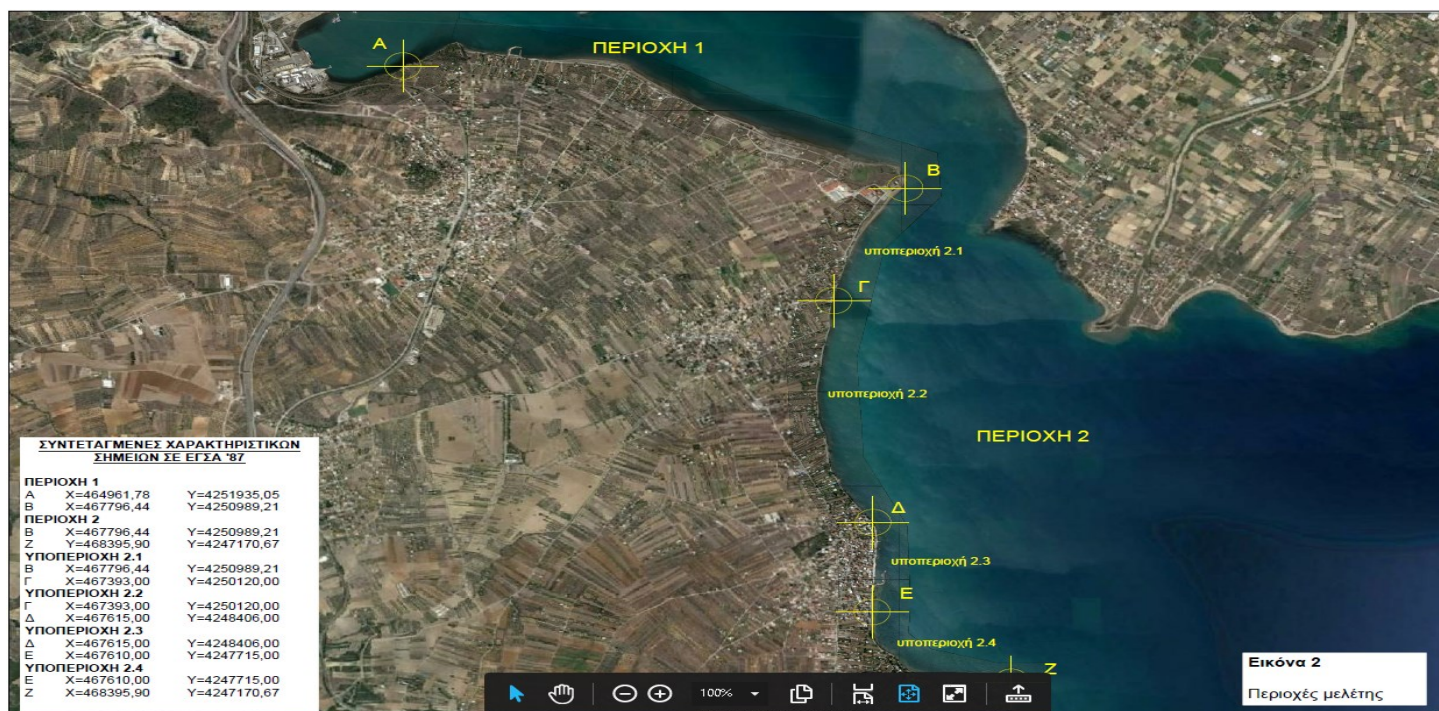 Α
ΠΕΡΙΟΧΗ 1
Β
υποπεριοχή 2.1
Γ
υποπεριοχή 2.2
ΠΕΡΙΟΧΗ 2
Δ
υποπεριοχή 2.3
Ε
υποπεριοχή 2.4
Ζ
ΣΥΝΤΕΤΑΓΜΕΝΕΣ ΧΑΡΑΚΤΗΡΙΣΤΙΚΩΝ
ΣΗΜΕΙΩΝ ΣΕ ΕΓΣΑ '87
ΠΕΡΙΟΧΗ 1
Α X=464961,78 Y=4251935,05
Β X=467796,44 Y=4250989,21
ΠΕΡΙΟΧΗ 2
Β X=467796,44 Y=4250989,21
Ζ Y=468395,90 Y=4247170,67
ΥΠΟΠΕΡΙΟΧΗ 2.1
Β X=467796,44 Y=4250989,21
Γ X=467393,00 Y=4250120,00
ΥΠΟΠΕΡΙΟΧΗ 2.2
Γ X=467393,00 Y=4250120,00
Δ X=467615,00 Y=4248406,00
ΥΠΟΠΕΡΙΟΧΗ 2.3
Δ X=467615,00 Y=4248406,00
Ε X=467610,00 Y=4247715,00
ΥΠΟΠΕΡΙΟΧΗ 2.4
Ε X=467610,00 Y=4247715,00
Ζ X=468395,90 Y=4247170,67
100%
Εικόνα 2
Περιοχές μελέτης